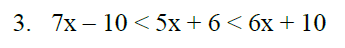 3. 7x – 10 < 5x + 6 < 6x + 10